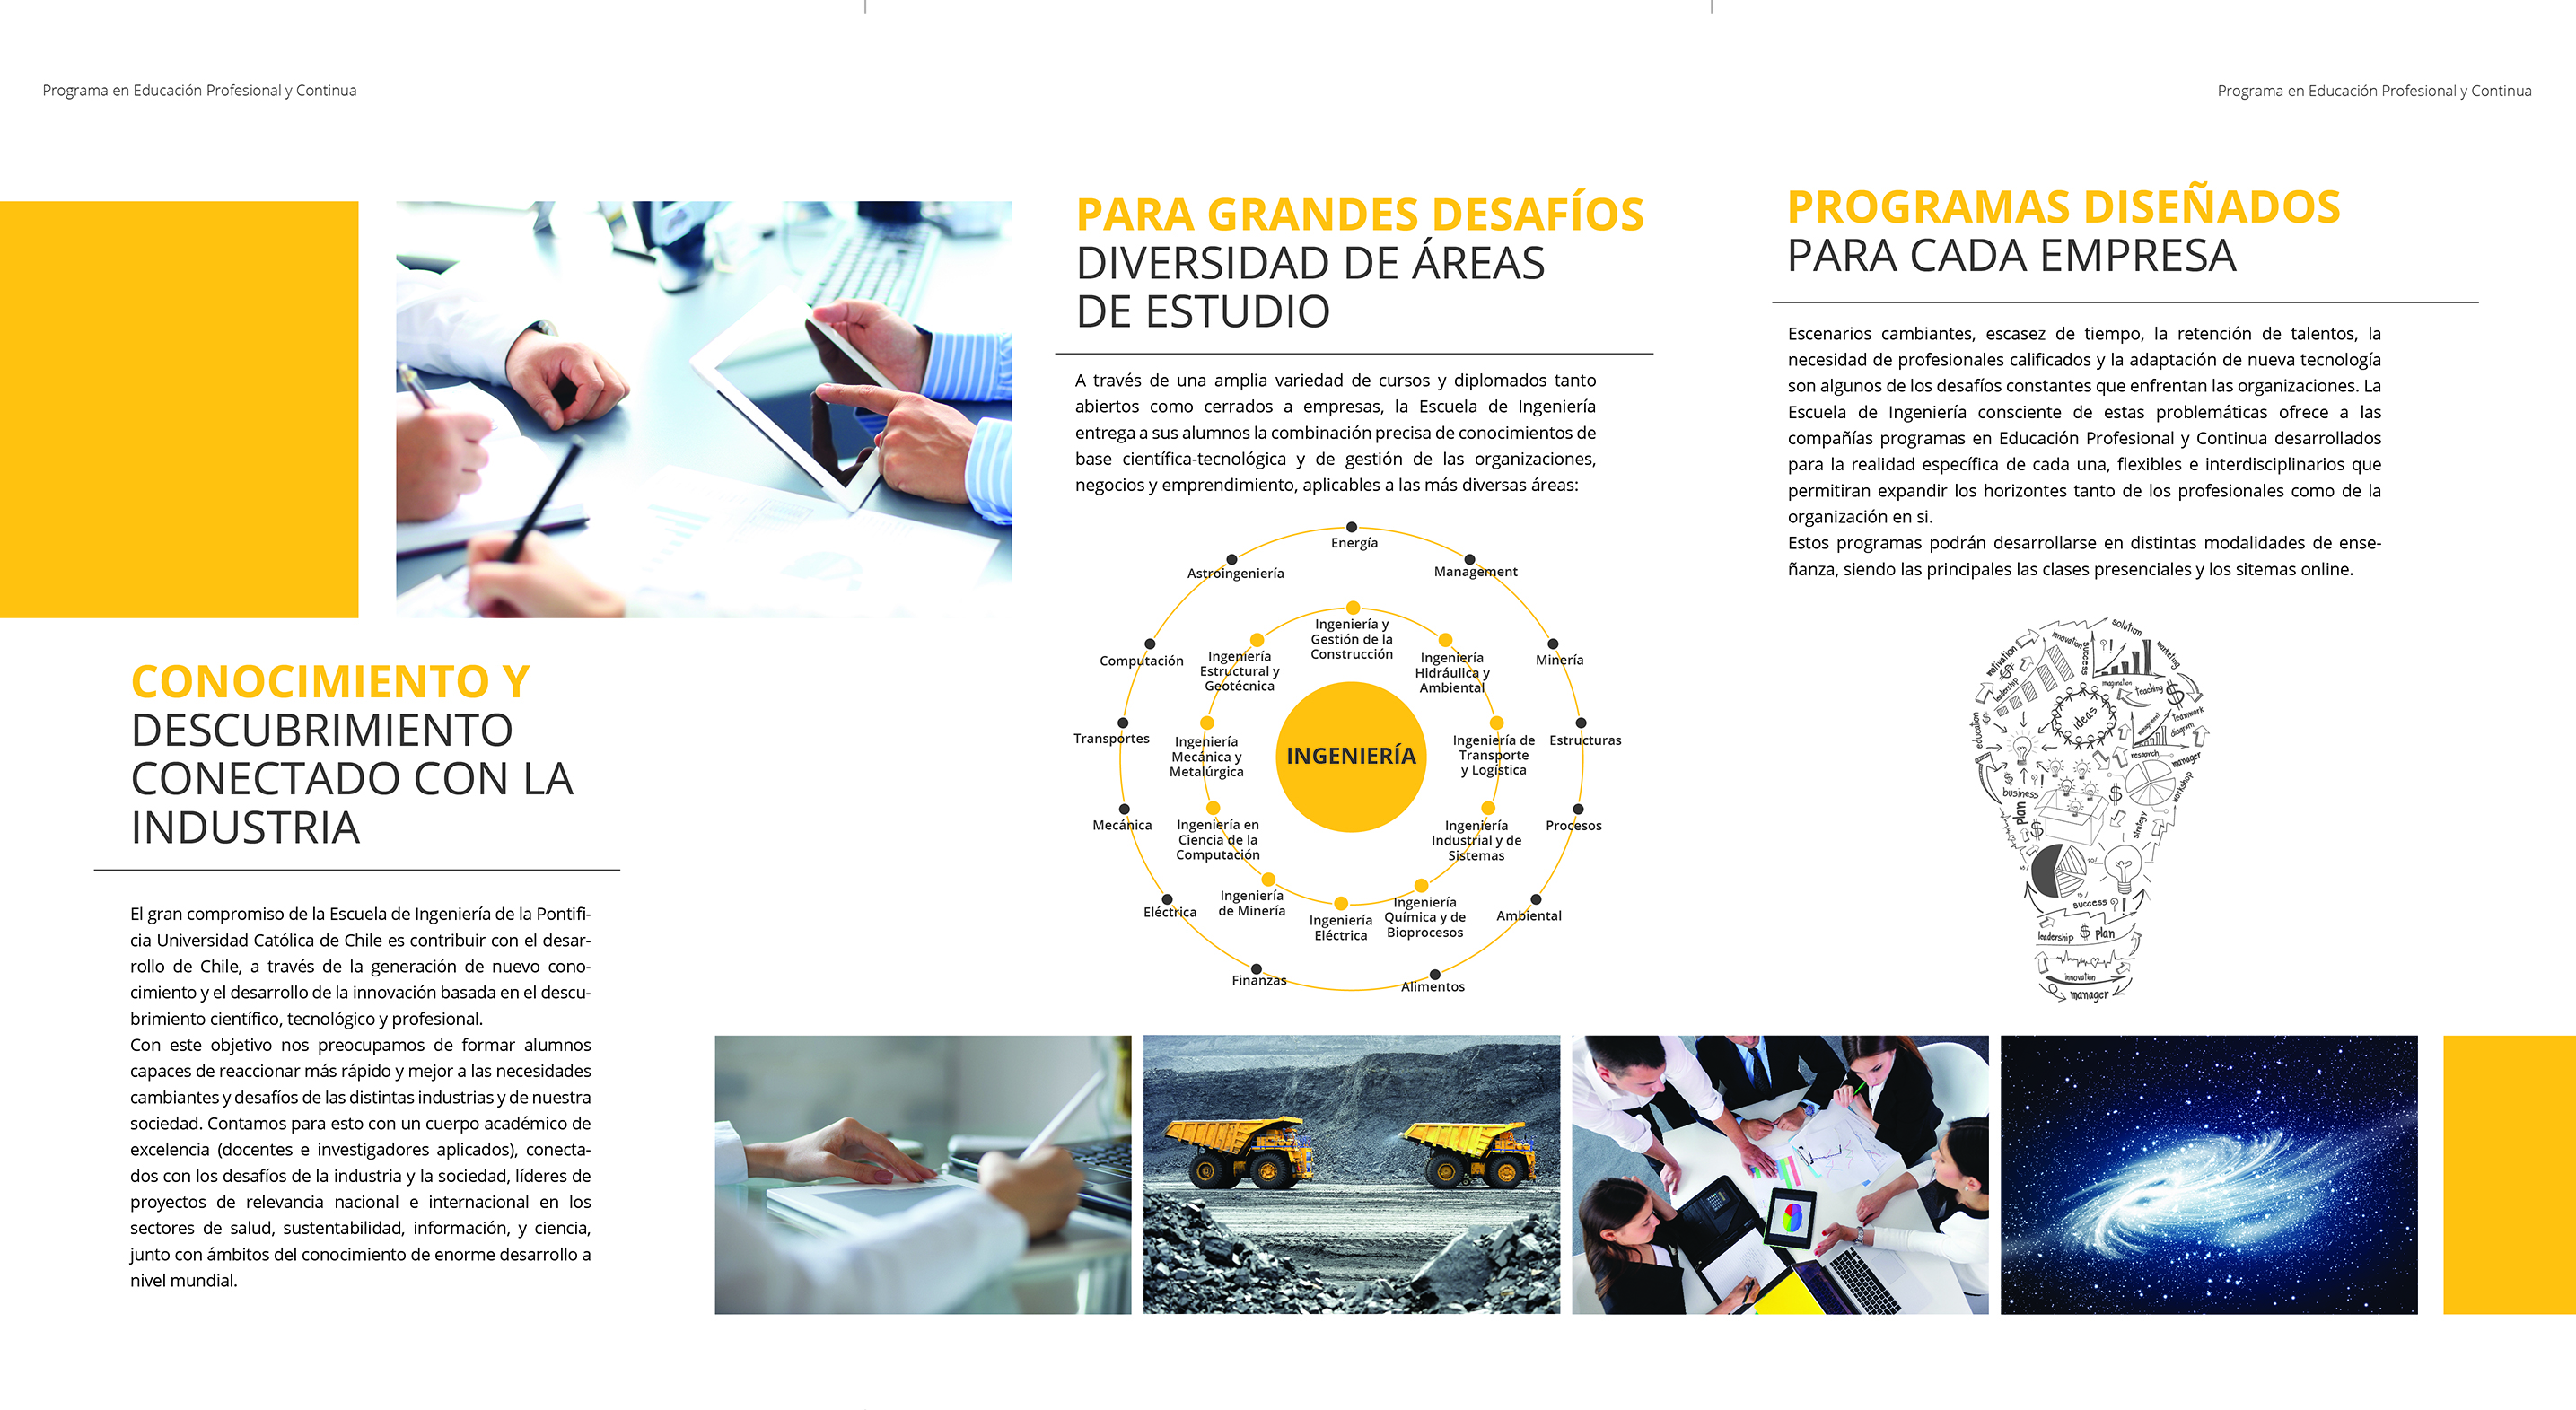 Programa en Educación Profesional y Continua
Programa en Educación Profesional y Continua
CONOCIMIENTO Y
DESCUBRIMIENTO
CONECTADO CON LA
INDUSTRIA
El gran compromiso de la Escuela de Ingeniería de la Pontifi-
cia Universidad Católica de Chile es contribuir con el desar-
rollo de Chile, a través de la generación de nuevo cono-
cimiento y el desarrollo de la innovación basada en el descu-
brimiento científico, tecnológico y profesional.
Con este objetivo nos preocupamos de formar alumnos
capaces de reaccionar más rápido y mejor a las necesidades
cambiantes y desafíos de las distintas industrias y de nuestra
sociedad. Contamos para esto con un cuerpo académico de
excelencia (docentes e investigadores aplicados), conecta-
dos con los desafíos de la industria y la sociedad, líderes de
proyectos de relevancia nacional e internacional en los
sectores de salud, sustentabilidad, información, y ciencia,
junto con ámbitos del conocimiento de enorme desarrollo a
nivel mundial.
PARA GRANDES DESAFÍOS
DIVERSIDAD DE ÁREAS
DE ESTUDIO
A través de una amplia variedad de cursos y diplomados tanto
abiertos como cerrados a empresas, la Escuela de Ingeniería
entrega a sus alumnos la combinación precisa de conocimientos de
base científica-tecnológica y de gestión de las organizaciones,
negocios y emprendimiento, aplicables a las más diversas áreas:
Energía
Astroingeniería
Management
Computación
Minería
Transportes
Estructuras
Mecánica
Procesos
Eléctrica
Ambiental
Finanzas
Alimentos
Ingeniería y
Gestión de la
Construcción
Ingeniería
Estructural y
Geotécnica
Ingeniería
Hidráulica y
Ambiental
Ingeniería
Mecánica y
Metalúrgica
INGENIERÍA
Ingeniería de
Transporte
y Logística
Ingeniería en
Ciencia de la
Computación
Ingeniería
Industrial y de
Sistemas
Ingeniería
de Minería
Ingeniería
Eléctrica
Ingeniería
Química y de
Bioprocesos
PROGRAMAS DISEÑADOS
PARA CADA EMPRESA
Escenarios cambiantes, escasez de tiempo, la retención de talentos, la
necesidad de profesionales calificados y la adaptación de nueva tecnología
son algunos de los desafíos constantes que enfrentan las organizaciones. La
Escuela de Ingeniería consciente de estas problemáticas ofrece a las
compañías programas en Educación Profesional y Continua desarrollados
para la realidad específica de cada una, flexibles e interdisciplinarios que
permitiran expandir los horizontes tanto de los profesionales como de la
organización en si.
Estos programas podrán desarrollarse en distintas modalidades de ense-
ñanza, siendo las principales las clases presenciales y los sitemas online.
solution
innovation
?!
success
marketing
motivation
leadership
imagination
teaching
$
ideas
education
$
management
teamwork
diagram
research
manager
$ ?!
business
$
workshop
plan
$
strategy
success ?!
leadership $ plan
innovation
manager